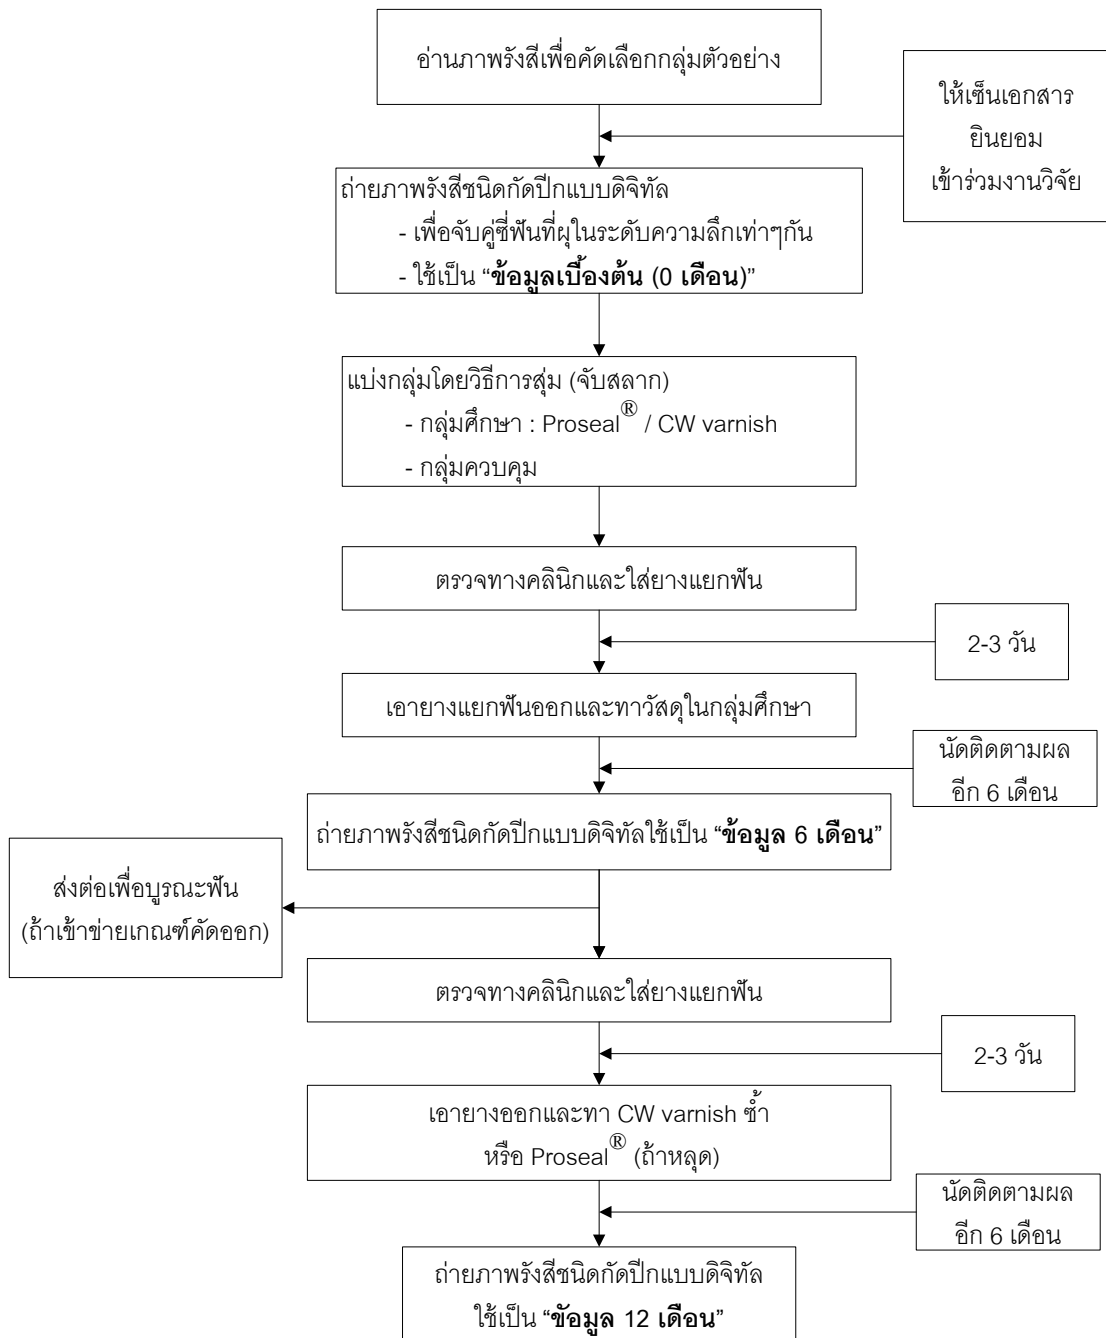 อ่านภาพรังสีเพื่อคัดเลือกกลุ่มตัวอย่าง
ให้เซ็นเอกสาร
ยินยอม
เข้าร่วมงานวิจัย
ถ่ายภาพรังสีชนิดกัดปีกแบบดิจิทัล
- เพื่อจับคู่ซี่ฟันที่ผุในระดับความลึกเท่าๆกัน
- ใช้เป็น “ข้อมูลเบื้องต้น (0 เดือน)”
แบ่งกลุ่มโดยวิธีการสุ่ม (จับสลาก)
- กลุ่มศึกษา : Proseal® / CW varnish
- กลุ่มควบคุม
ตรวจทางคลินิกและใส่ยางแยกฟัน
2-3 วัน
เอายางแยกฟันออกและทาวัสดุในกลุ่มศึกษา
นัดติดตามผล
อีก 6 เดือน
ถ่ายภาพรังสีชนิดกัดปีกแบบดิจิทัลใช้เป็น “ข้อมูล 6 เดือน”
ส่งต่อเพื่อบูรณะฟัน
(ถ้าเข้าข่ายเกณฑ์คัดออก)
ตรวจทางคลินิกและใส่ยางแยกฟัน
2-3 วัน
เอายางออกและทา CW varnish ซ้ำ
หรือ Proseal® (ถ้าหลุด)
นัดติดตามผล
อีก 6 เดือน
ถ่ายภาพรังสีชนิดกัดปีกแบบดิจิทัล
ใช้เป็น “ข้อมูล 12 เดือน”